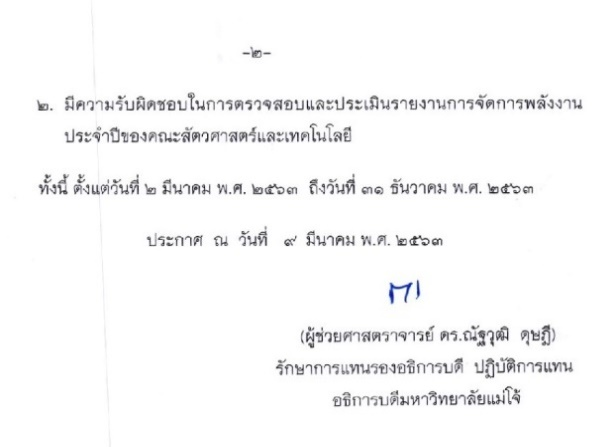 -๒-
๒. มีความรับผิดชอบในการตรวจสอบและประเมินรายงานการจัดการพลังงาน
ประจำปีของคณะสัตวศาสตร์และเทคโนโลยี
ทั้งนี้ ตั้งแต่วันที่ ๒ มีนาคม พ.ศ. ๒๕๖๓ ถึงวันที่ ๓๑ ธันวาคม พ.ศ. ๒๕๖๓
ประกาศ ณ วันที่ ๙ มีนาคม พ.ศ. ๒๕๖๓
(ผู้ช่วยศาสตราจารย์ ดร.ณัฐวุฒิ ดุษฎี)
รักษาการแทนรองอธิการบดี ปฏิบัติการแทน
อธิการบดีมหาวิทยาลัยแม่โจ้